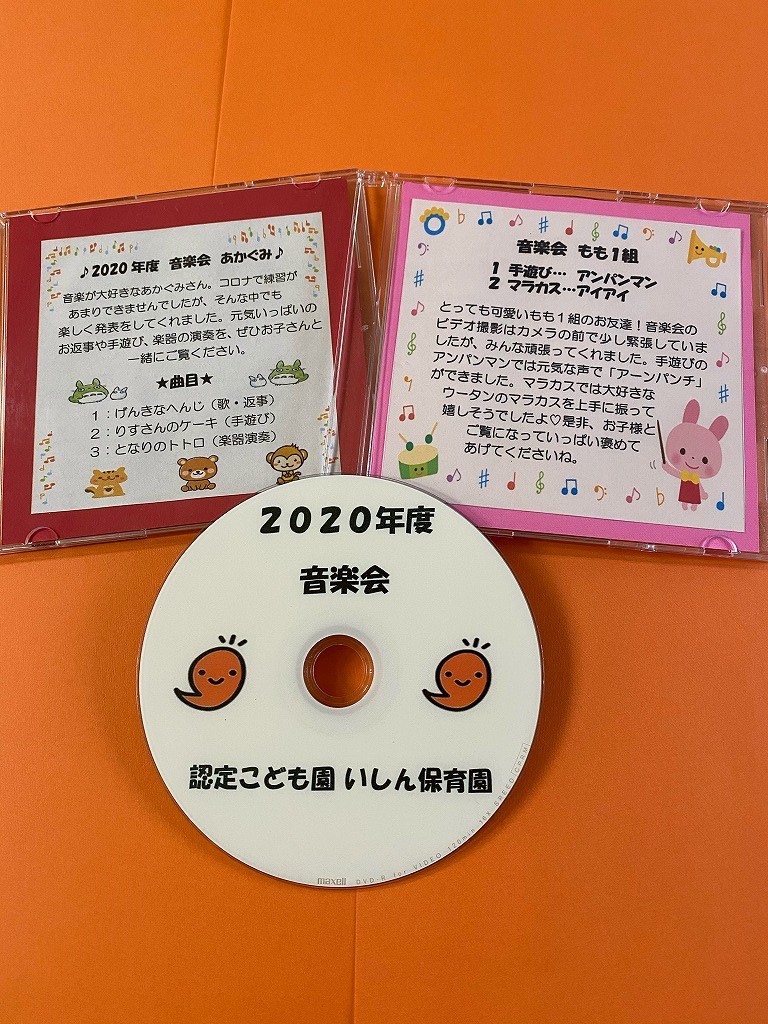 ♪2020年度 音楽会 あかぐみ♪
音楽が大好きなあかぐみさん。コロナで練習が
あまりできませんでしたが、そんな中でも
楽しく発表をしてくれました。元気いっぱいの
お返事や手遊び、楽器の演奏を、ぜひお子さんと
一緒にご覧ください。
★曲目★
1：げんきなへんじ（歌・返事）
2：りすさんのケーキ（手遊び）
3：となりのトトロ（楽器演奏）
音楽会 もも1組
1 手遊び… アンパンマン
2 マラカス…アイアイ
とっても可愛いもも1組のお友達！音楽会の
ビデオ撮影はカメラの前で少し緊張していま
したが、みんな頑張ってくれました。手遊びの
アンパンマンでは元気な声で「アーンパンチ」
ができました。マラカスでは大好きな
ウータンのマラカスを上手に振って
嬉しそうでしたよ♡是非、お子様と
ご覧になっていっぱい褒めて
あげてくださいね。
2020年度
音楽会
認定こども園 いしん保育園
maxell DVD-R for VIDEO 120min 16X SPEED CPRM